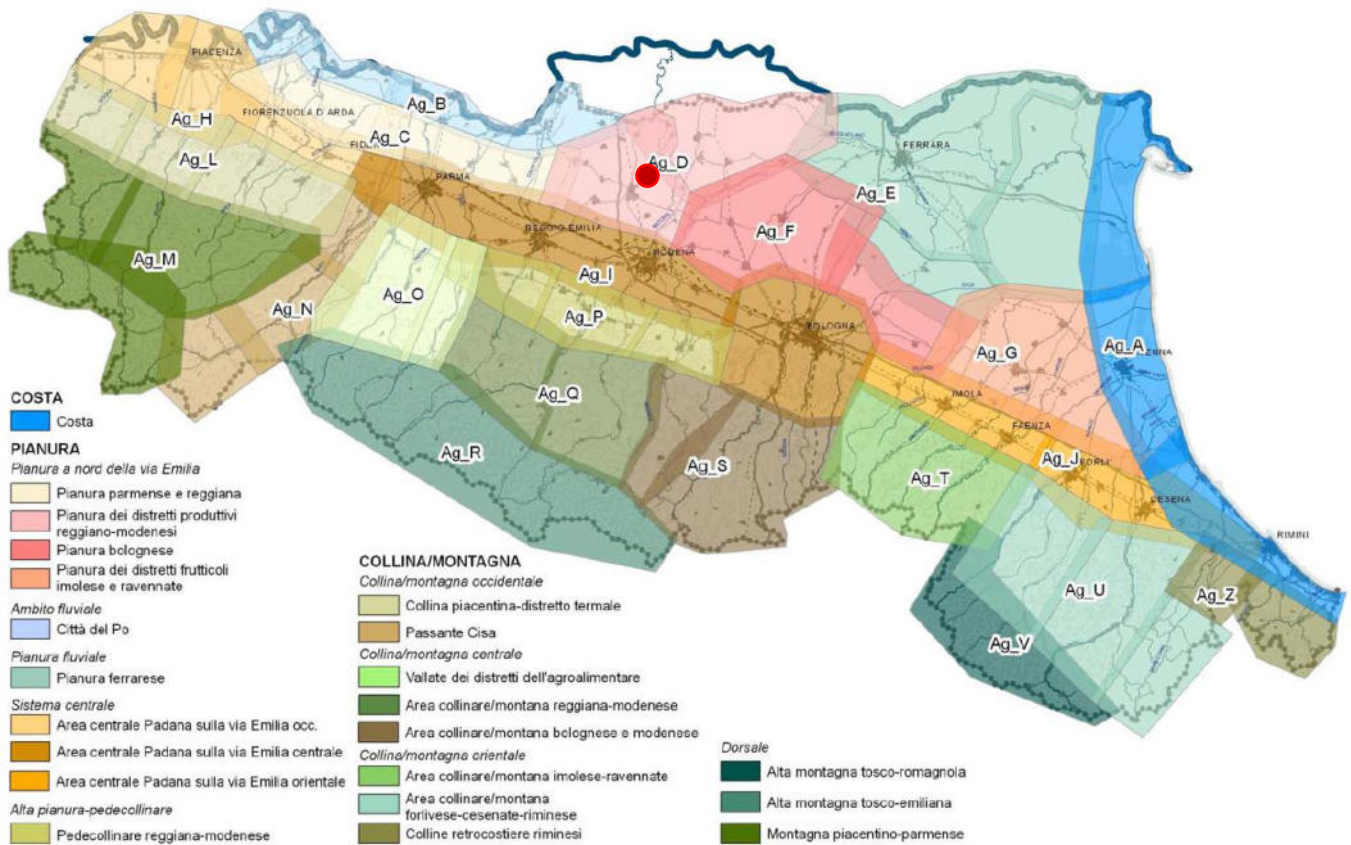 PIACENZA
Ag_B
FIORENZUOLA D'ARDA
Ag_H
Ag_C
Ag_L
PARMA
Ag_D
FERRARA
Ag_E
Ag_F
REGGIO EMILIA
MODENA
Ag_M
Ag_I
Ag_O
Ag_N
Ag_P
BOLOGNA
Ag_G
Ag_A
Ag_Q
IMOLA
FAENZA
Ag_R
Ag_S
Ag_T
Ag_J
FORLI'
CESENA
RIMINI
Ag_U
Ag_Z
Ag_V
COSTA
Costa
PIANURA
Pianura a nord della via Emilia
Pianura parmense e reggiana
Pianura dei distretti produttivi
reggiano-modenesi
Pianura bolognese
Pianura dei distretti frutticoli
imolese e ravennate
Ambito fluviale
Città del Po
Pianura fluviale
Pianura ferrarese
Sistema centrale
Area centrale Padana sulla via Emilia occ.
Area centrale Padana sulla via Emilia centrale
Area centrale Padana sulla via Emilia orientale
Alta pianura-pedecollinare
Pedecollinare reggiana-modenese
COLLINA/MONTAGNA
Collina/montagna occidentale
Collina piacentina-distretto termale
Passante Cisa
Collina/montagna centrale
Vallate dei distretti dell'agroalimentare
Area collinare/montana reggiana-modenese
Area collinare/montana bolognese e modenese
Collina/montagna orientale
Area collinare/montana imolese-ravennate
Area collinare/montana
forlivese-cesenate-riminese
Colline retrocostiere riminesi
Dorsale
Alta montagna tosco-romagnola
Alta montagna tosco-emiliana
Montagna piacentino-parmense